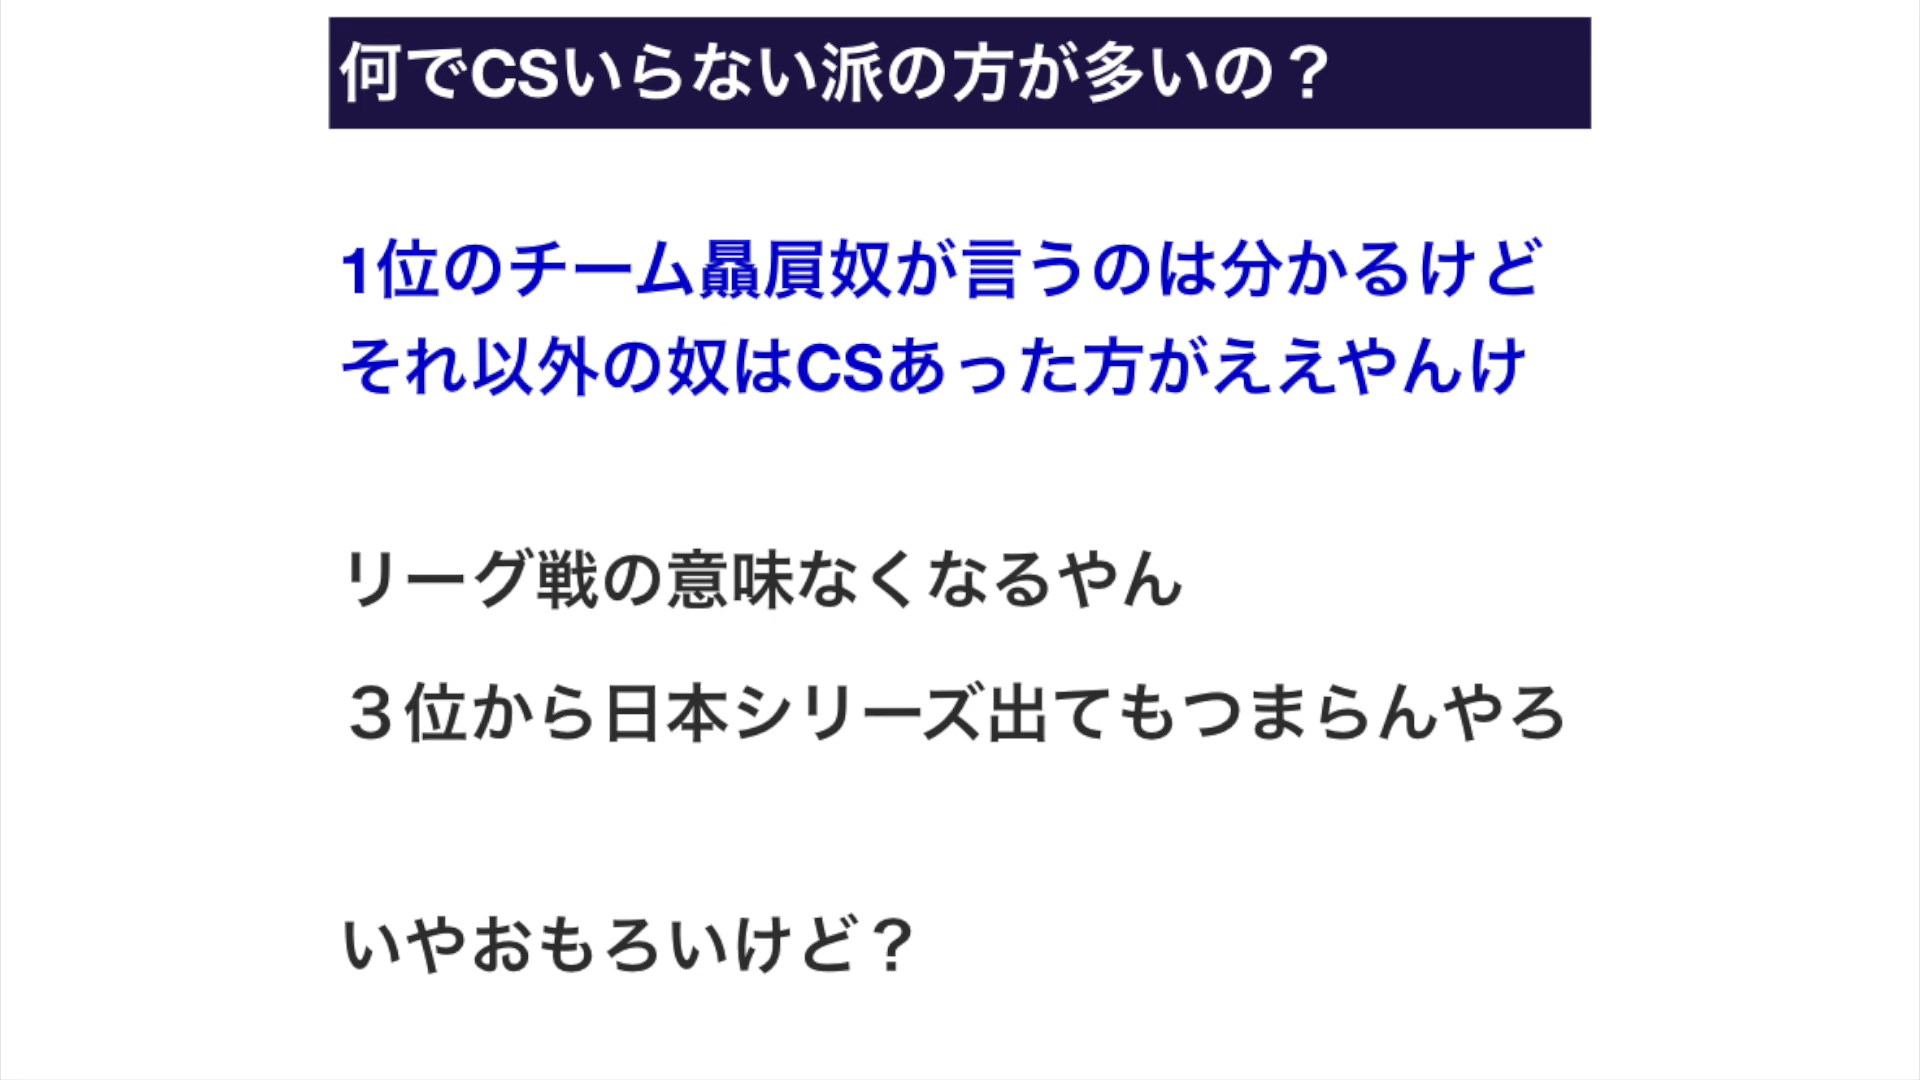 何でCSいらない派の方が多いの？
1位のチーム贔屓奴が言うのは分かるけど
それ以外の奴はCSあった方がええやんけ
リーグ戦の意味なくなるやん
３位から日本シリーズ出てもつまらんやろ
いやおもろいけど？